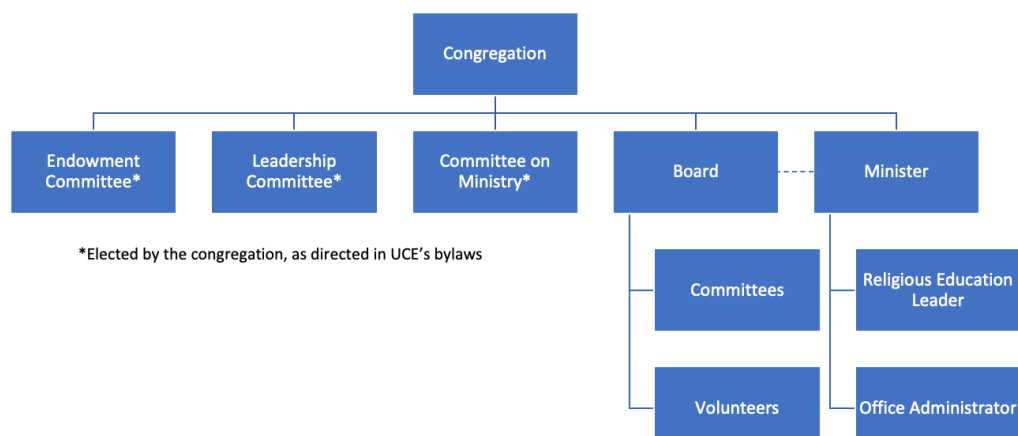 Congregation
Endowment
Committee*
Leadership
Committee*
Committee on
Ministry*
Board
Minister
*Elected by the congregation, as directed in UCE’s bylaws
Committees
Religious Education
Leader
Volunteers
Office Administrator